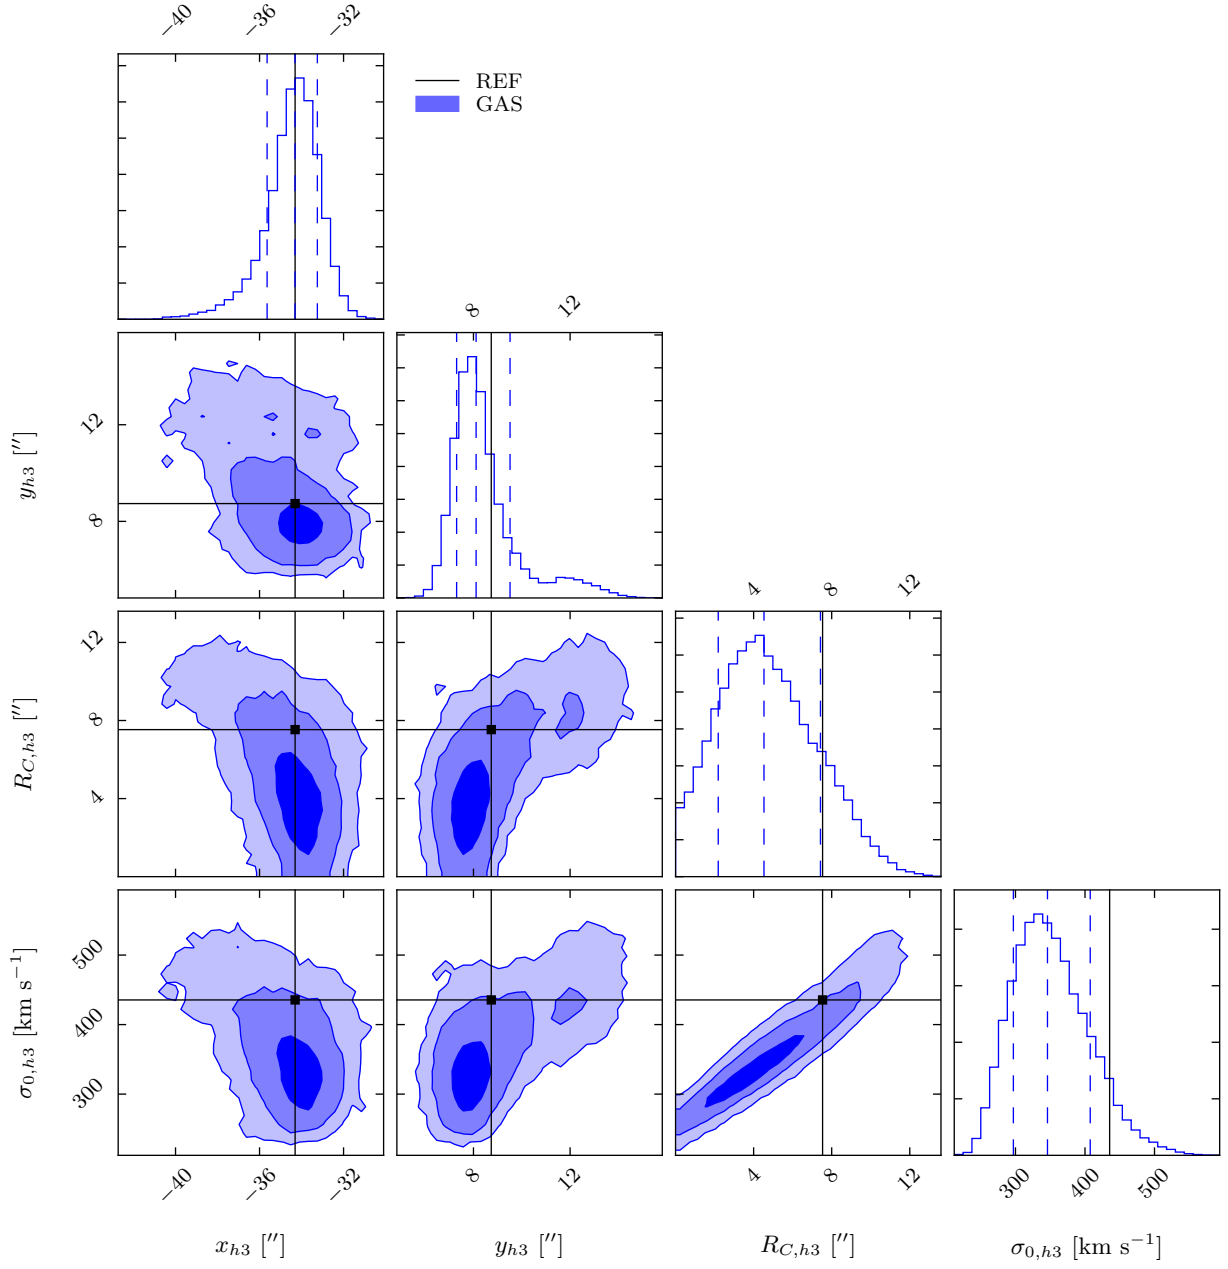 −40 −36 −32
REF
GAS
8 12
12
8
y_{h3} [′′]
4 8 12
12
8
4
R_{C,h3} [′′]
500
400
300
σ_{0,h3} [km s⁻¹]
−40 −36 −32
8 12
4 8 12
300 400 500
x_{h3} [′′]
y_{h3} [′′]
R_{C,h3} [′′]
σ_{0,h3} [km s⁻¹]